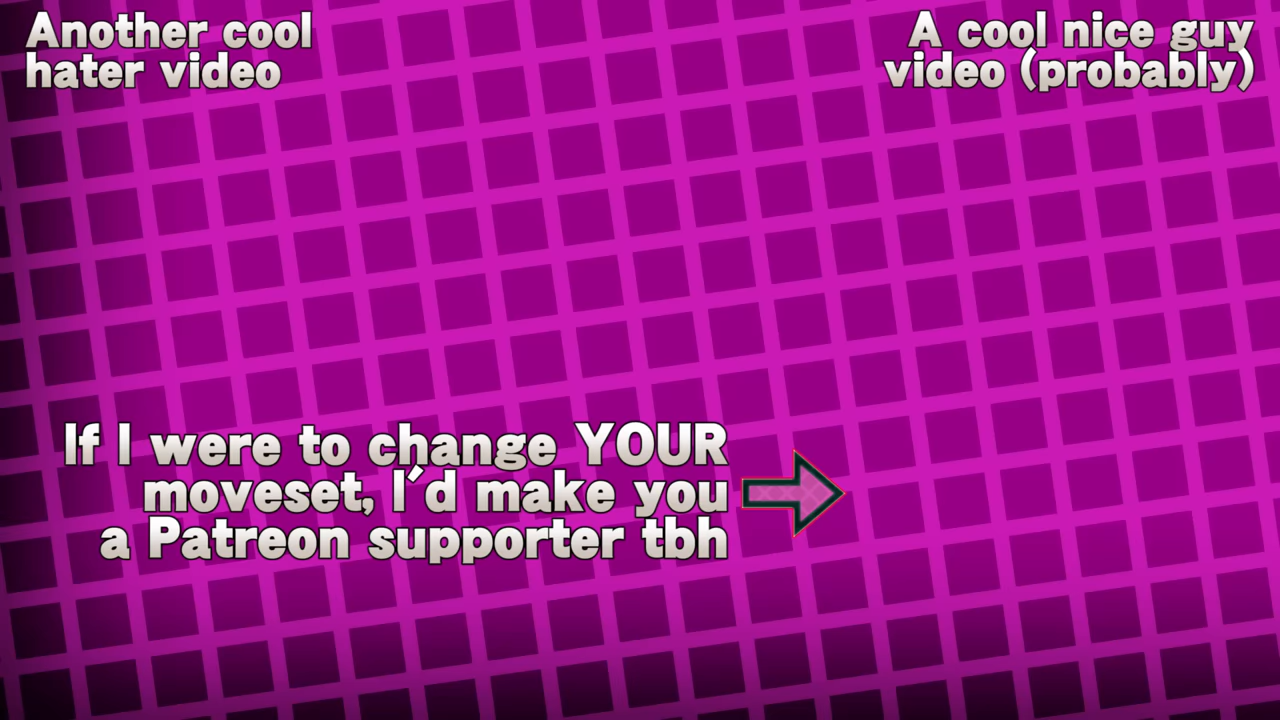 Another cool
hater video
A cool nice guy
video (probably)
If I were to change YOUR
moveset, I'd make you
a Patreon supporter tbh